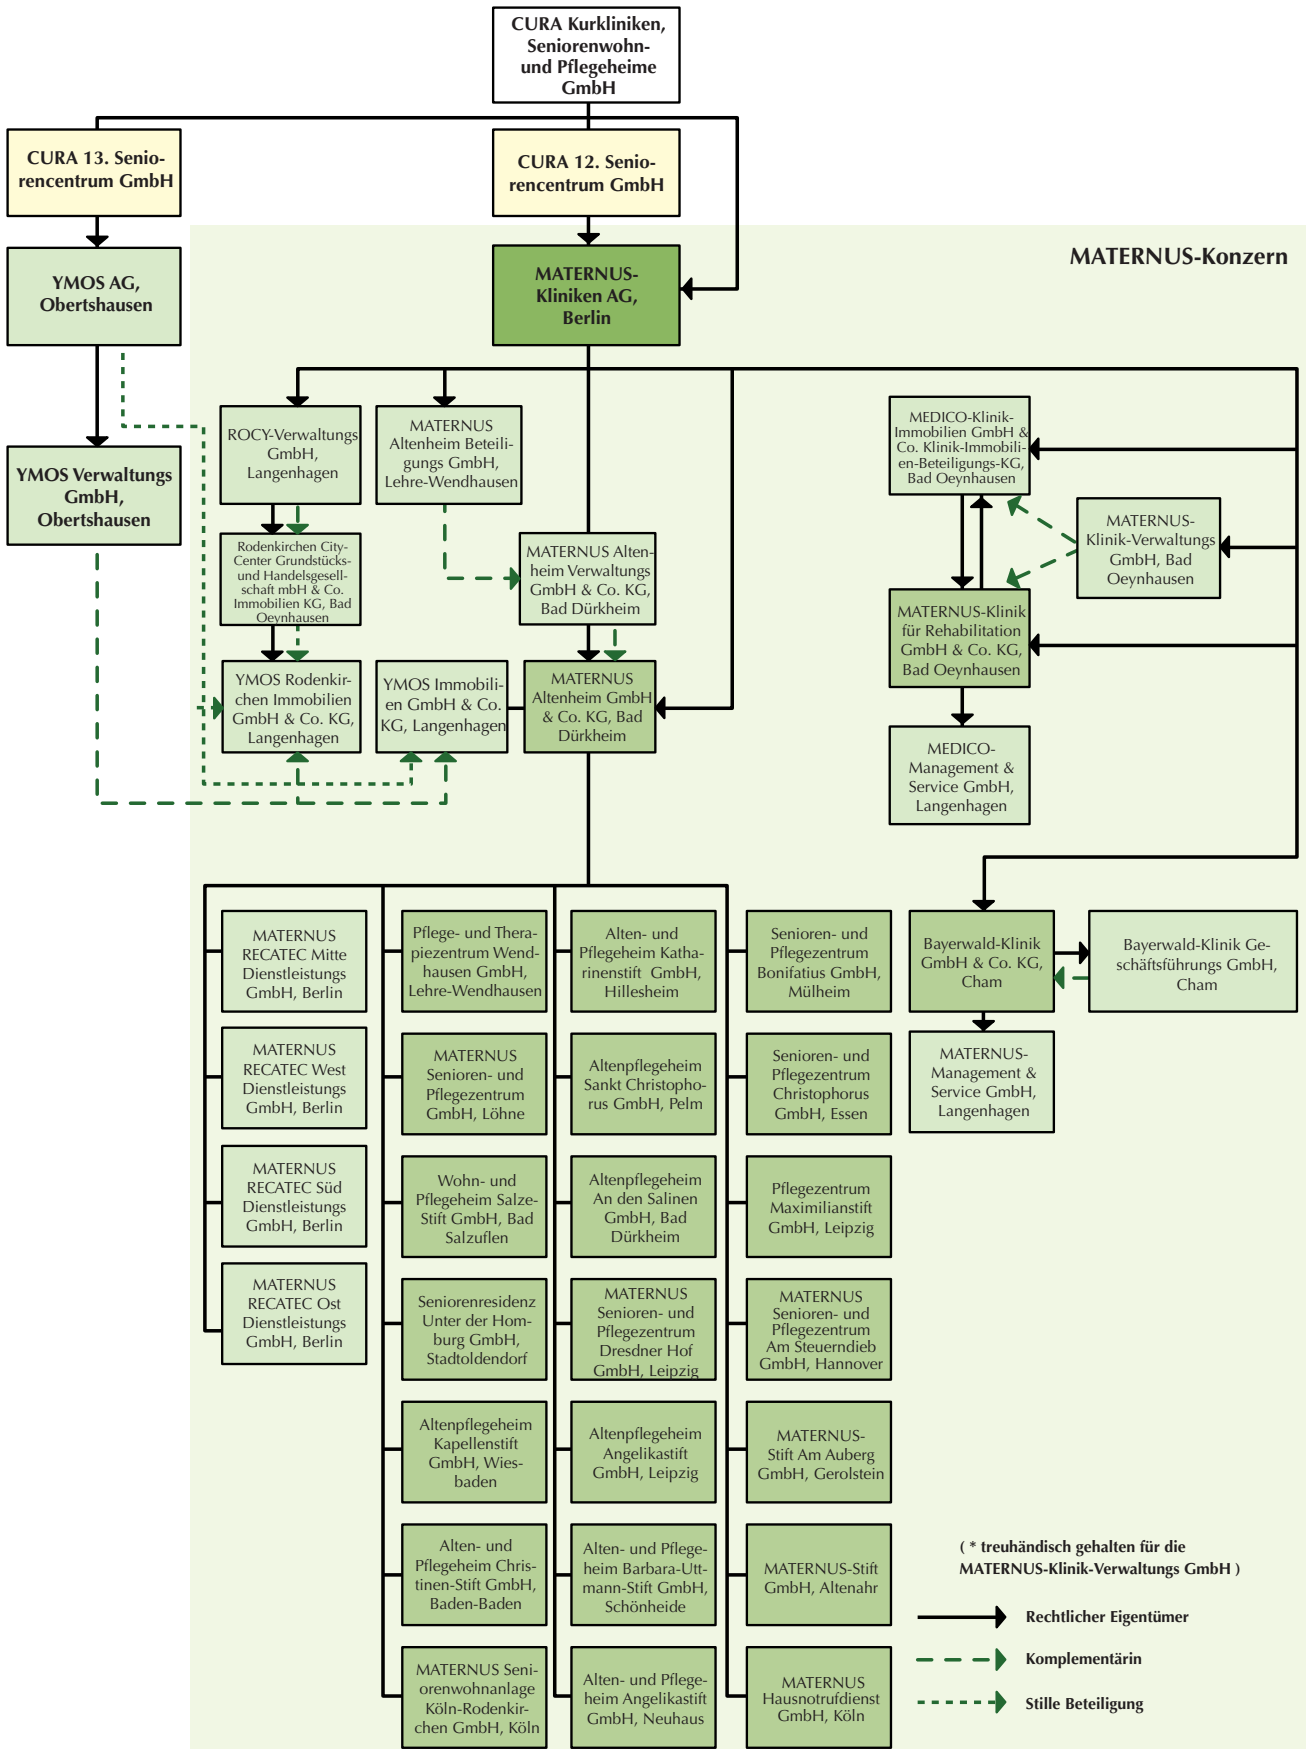 CURA Kurkliniken,
Seniorenwohn-
und Pflegeheime
GmbH
CURA 13. Senio-
rencentrum GmbH
CURA 12. Senio-
rencentrum GmbH
MATERNUS-Konzern
YMOS AG,
Obertshausen
MATERNUS-
Kliniken AG,
Berlin
YMOS Verwaltungs
GmbH,
Obertshausen
ROCY-Verwaltungs
GmbH,
Langenhagen
MATERNUS
Altenheim Beteili-
gungs GmbH,
Lehre-Wendhausen
MEDICO-Klinik-
Immobilien GmbH &
Co. Klinik-Immobili-
en-Beteiligungs-KG,
Bad Oeynhausen
MATERNUS-
Klinik-Verwaltungs
GmbH, Bad
Oeynhausen
Rodenkirchen City-
Center Grundstücks-
und Handelsgesell-
schaft mbH & Co.
Immobilien KG, Bad
Oeynhausen
MATERNUS Alten-
heim Verwaltungs
GmbH & Co. KG,
Bad Dürkheim
MATERNUS-Klinik
für Rehabilitation
GmbH & Co. KG,
Bad Oeynhausen
YMOS Rodenkir-
chen Immobilien
GmbH & Co. KG,
Langenhagen
YMOS Immobili-
en GmbH & Co.
KG, Langenhagen
MATERNUS
Altenheim GmbH
& Co. KG, Bad
Dürkheim
MEDICO-
Management &
Service GmbH,
Langenhagen
MATERNUS
RECATEC Mitte
Dienstleistungs
GmbH, Berlin
Pflege- und Thera-
piezentrum Wend-
hausen GmbH,
Lehre-Wendhausen
Alten- und
Pflegeheim Katha-
rinenstift GmbH,
Hillesheim
Senioren- und
Pflegezentrum
Bonifatius GmbH,
Mülheim
Bayerwald-Klinik
GmbH & Co. KG,
Cham
Bayerwald-Klinik Ge-
schäftsführungs GmbH,
Cham
MATERNUS
RECATEC West
Dienstleistungs
GmbH, Berlin
MATERNUS
Senioren- und
Pflegezentrum
GmbH, Löhne
Altenpflegeheim
Sankt Christopho-
rus GmbH, Pelm
Senioren- und
Pflegezentrum
Christophorus
GmbH, Essen
MATERNUS-
Management &
Service GmbH,
Langenhagen
MATERNUS
RECATEC Süd
Dienstleistungs
GmbH, Berlin
Wohn- und
Pflegeheim Salze-
Stift GmbH, Bad
Salzuflen
Altenpflegeheim
An den Salinen
GmbH, Bad
Dürkheim
Pflegezentrum
Maximilianstift
GmbH, Leipzig
MATERNUS
RECATEC Ost
Dienstleistungs
GmbH, Berlin
Seniorenresidenz
Unter der Hom-
burg GmbH,
Stadtoldendorf
MATERNUS
Senioren- und
Pflegezentrum
Dresdner Hof
GmbH, Leipzig
MATERNUS
Senioren- und
Pflegezentrum
Am Steuerndieb
GmbH, Hannover
Altenpflegeheim
Kapellenstift
GmbH, Wies-
baden
Altenpflegeheim
Angelikastift
GmbH, Leipzig
MATERNUS-
Stift Am Auberg
GmbH, Gerolstein
Alten- und
Pflegeheim Chris-
tinen-Stift GmbH,
Baden-Baden
Alten- und Pflege-
heim Barbara-Utt-
mann-Stift GmbH,
Schönheide
MATERNUS-Stift
GmbH, Altenahr
MATERNUS Seni-
orenwohnanlage
Köln-Rodenkir-
chen GmbH, Köln
Alten- und Pflege-
heim Angelikastift
GmbH, Neuhaus
MATERNUS
Hausnotrufdienst
GmbH, Köln
( * treuhändisch gehalten für die
MATERNUS-Klinik-Verwaltungs GmbH )
Rechtlicher Eigentümer
Komplementärin
Stille Beteiligung